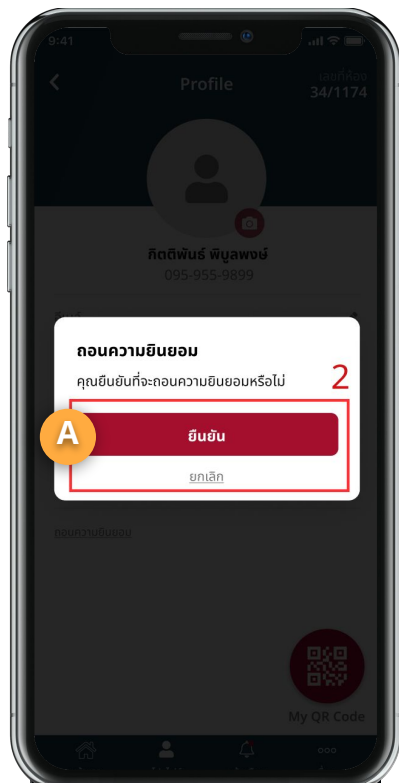 9:41
Profile
เลขที่ห้อง
34/1174
กิตติพันธ์ พิบูลพงษ์
095-955-9899
ถอนความยินยอม
คุณยืนยันที่จะถอนความยินยอมหรือไม่
2
A
ยืนยัน
ยกเลิก
ถอนความยินยอม
My QR Code